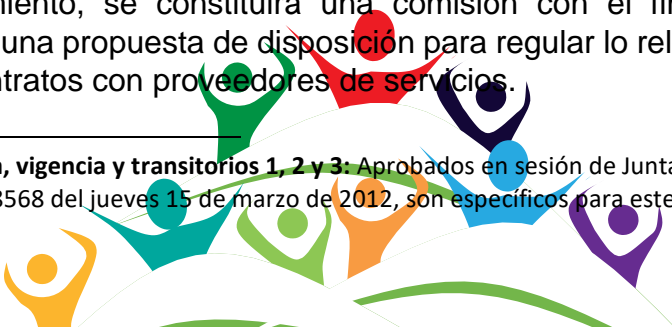 miento, se constituirá una comisión con el fin
una propuesta de disposición para regular lo rel
ntratos con proveedores de servicios.
, vigencia y transitorios 1, 2 y 3: Aprobados en sesión de Junta
8568 del jueves 15 de marzo de 2012, son específicos para este